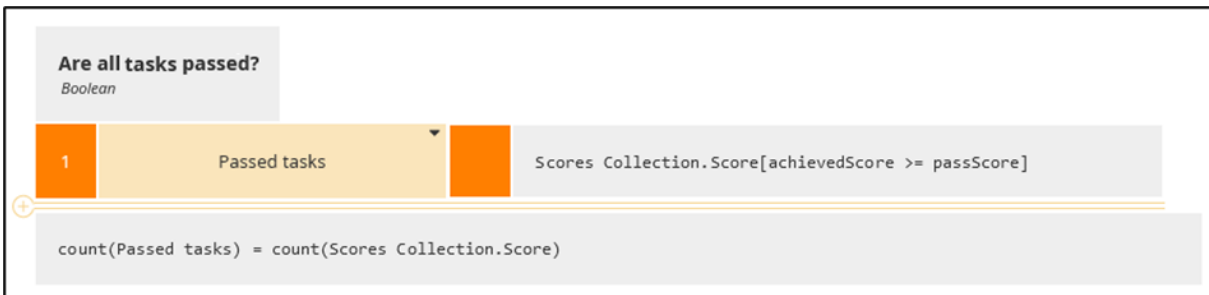 Are all tasks passed?
Boolean
1 Passed tasks Scores Collection.Score[achievedScore >= passScore]
count(Passed tasks) = count(Scores Collection.Score)